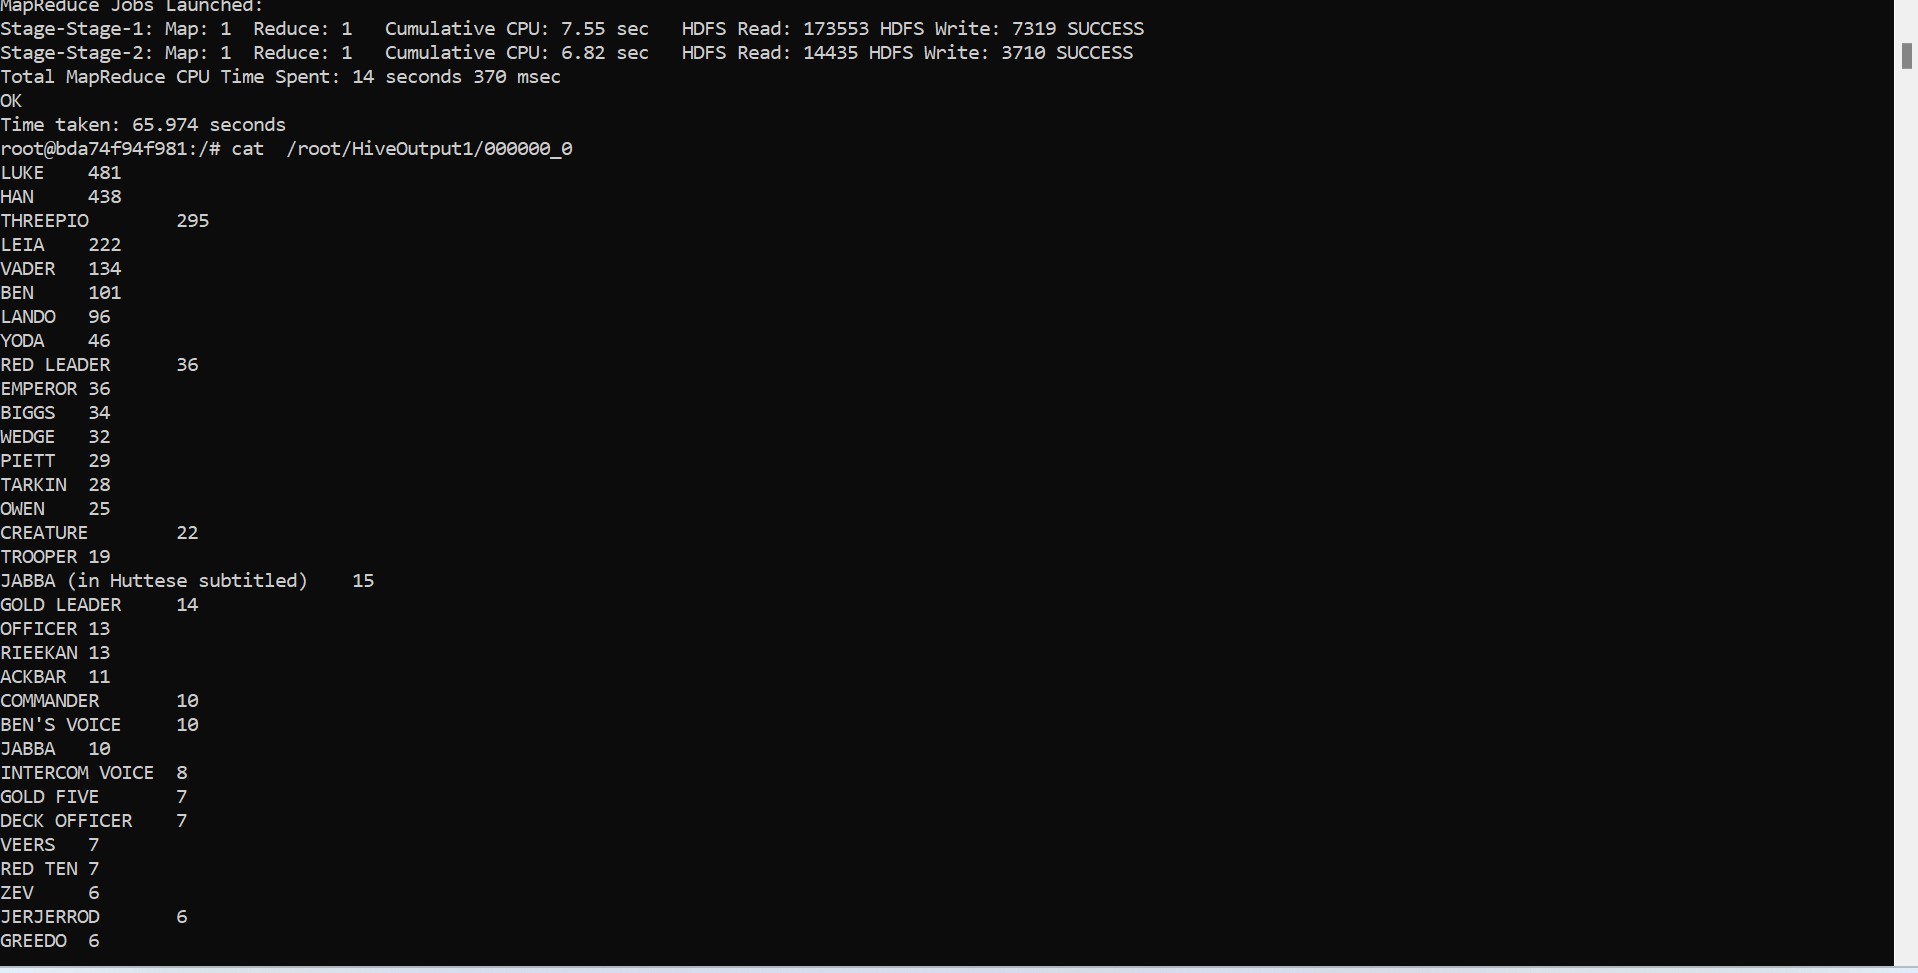 MapReduce Jobs Launched:
Stage-Stage-1: Map: 1  Reduce: 1   Cumulative CPU: 7.55 sec   HDFS Read: 173553 HDFS Write: 7319 SUCCESS
Stage-Stage-2: Map: 1  Reduce: 1   Cumulative CPU: 6.82 sec   HDFS Read: 14435 HDFS Write: 3710 SUCCESS
Total MapReduce CPU Time Spent: 14 seconds 370 msec
OK
Time taken: 65.974 seconds
root@bda74f94f981:/# cat  /root/HiveOutput1/000000_0
LUKE    481
HAN     438
THREEPIO        295
LEIA    222
VADER   134
BEN     101
LANDO   96
YODA    46
RED LEADER      36
EMPEROR 36
BIGGS   34
WEDGE   32
PIETT   29
TARKIN  28
OWEN    25
CREATURE        22
TROOPER 19
JABBA (in Huttese subtitled)    15
GOLD LEADER     14
OFFICER 13
RIEEKAN 13
ACKBAR  11
COMMANDER       10
BEN'S VOICE     10
JABBA   10
INTERCOM VOICE  8
GOLD FIVE       7
DECK OFFICER    7
VEERS   7
RED TEN 7
ZEV     6
JERJERROD       6
GREEDO  6